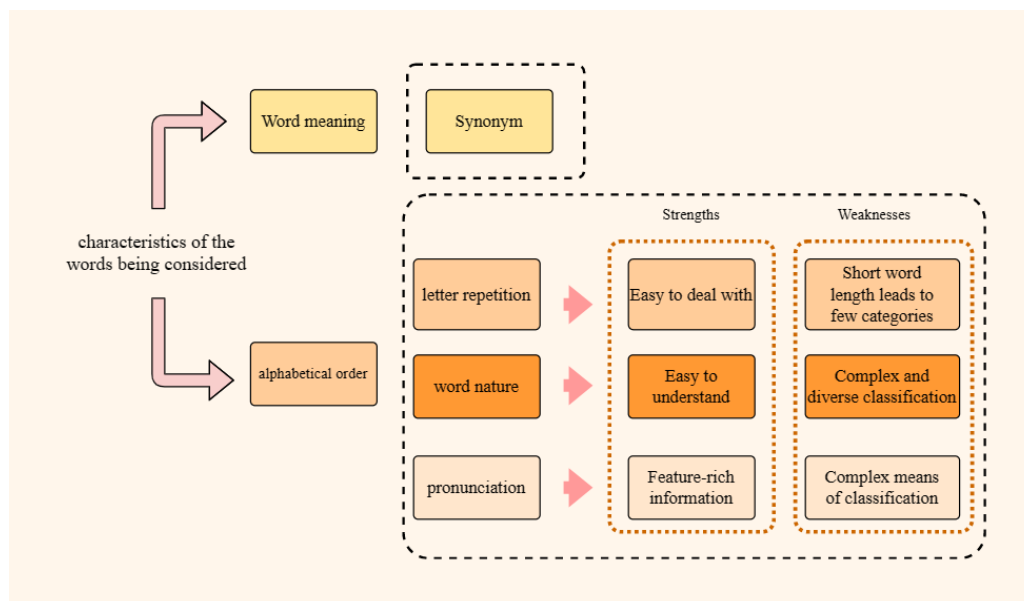 Word meaning
Synonym
characteristics of the
words being considered
alphabetical order
Strengths
Weaknesses
letter repetition
Easy to deal with
Short word
length leads to
few categories
word nature
Easy to
understand
Complex and
diverse classification
pronunciation
Feature-rich
information
Complex means
of classification